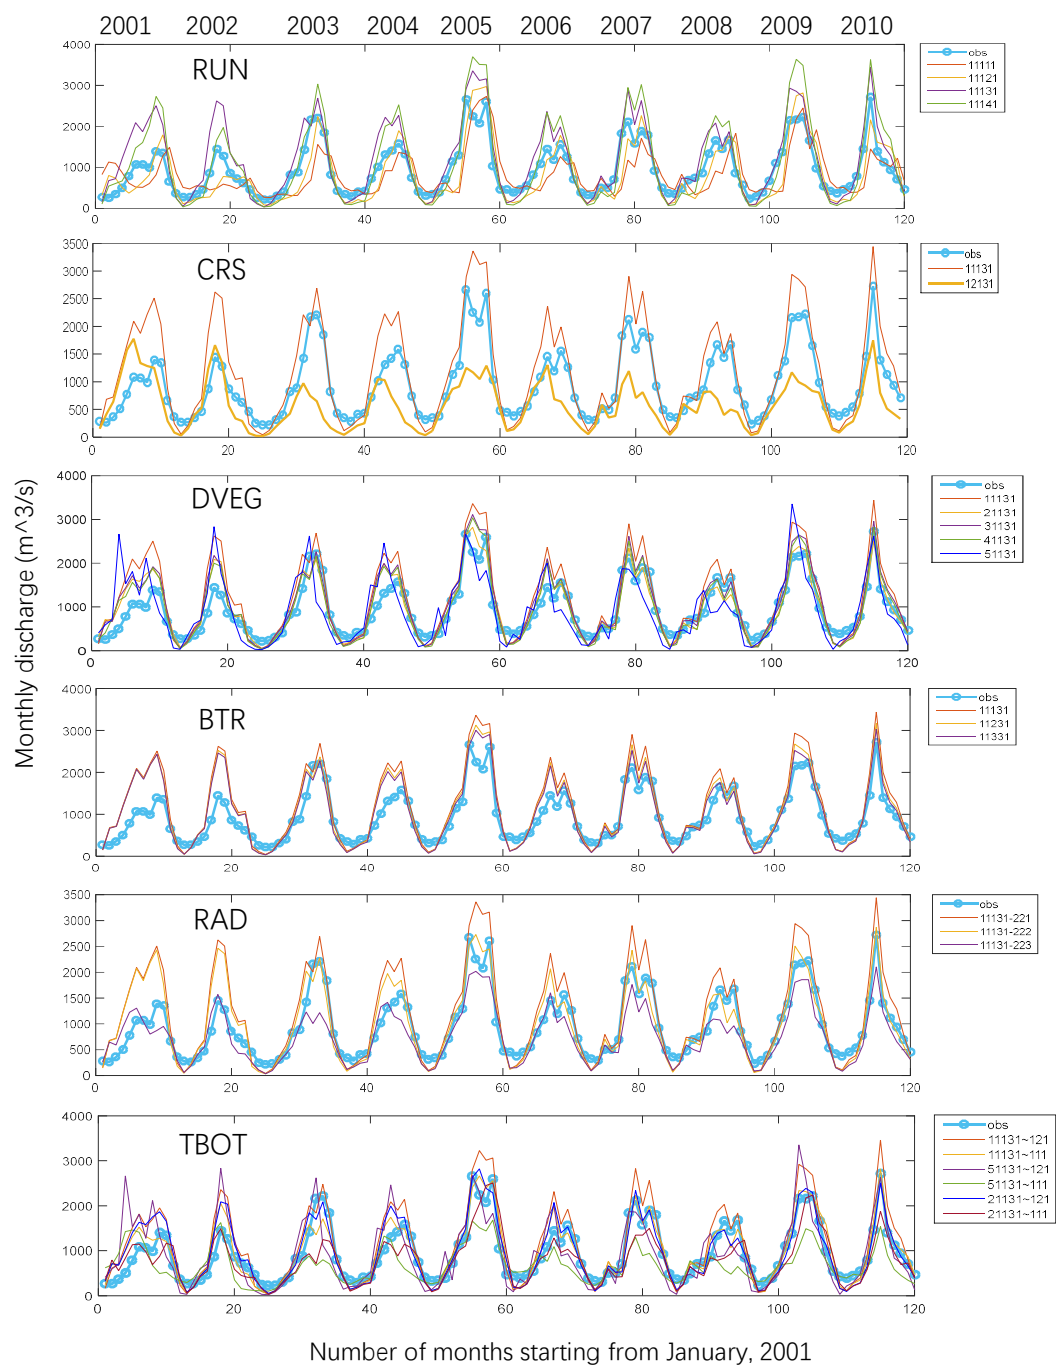 2001 2002 2003 2004 2005 2006 2007 2008 2009 2010
RUN
4000
3000
2000
1000
0
0 20 40 60 80 100 120
obs
11111
11121
11131
11141
CRS
3500
3000
2500
2000
1500
1000
500
0
0 20 40 60 80 100 120
obs
11131
12131
DVEG
4000
3000
2000
1000
0
0 20 40 60 80 100 120
obs
11131
21131
31131
41131
51131
Monthly discharge (m^3/s)
BTR
4000
3000
2000
1000
0
0 20 40 60 80 100 120
obs
11131
11231
11331
RAD
3500
3000
2500
2000
1500
1000
500
0
0 20 40 60 80 100 120
obs
11131-221
11131-222
11131-223
TBOT
4000
3000
2000
1000
0
0 20 40 60 80 100 120
obs
11131~121
11131~111
51131~121
51131~111
21131~121
21131~111
Number of months starting from January, 2001